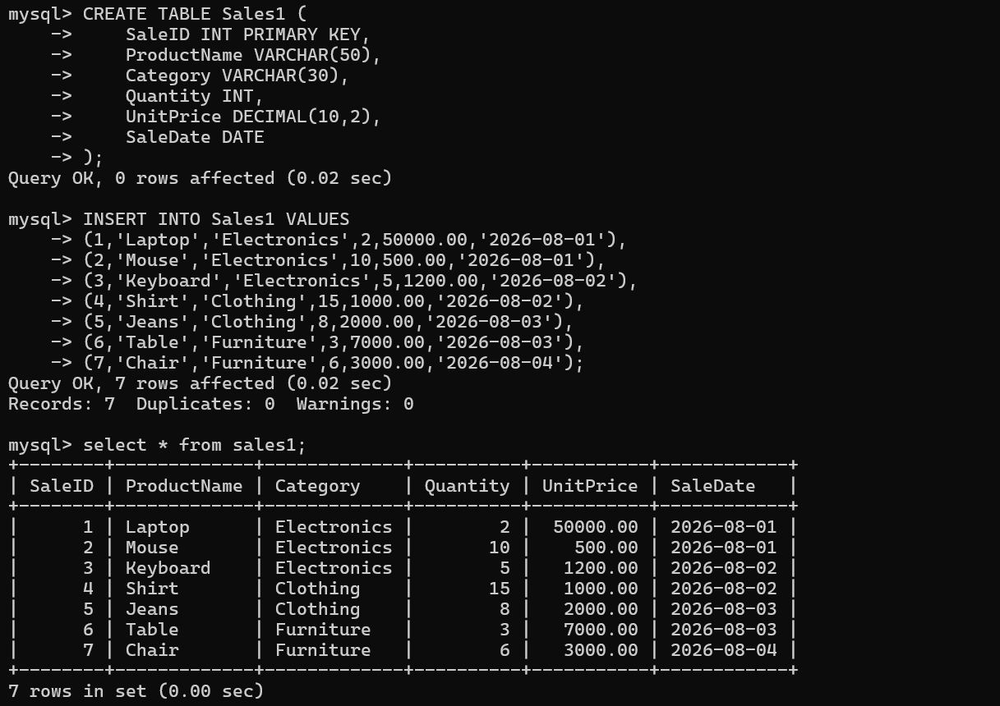 mysql> CREATE TABLE Sales1 (
    ->     SaleID INT PRIMARY KEY,
    ->     ProductName VARCHAR(50),
    ->     Category VARCHAR(30),
    ->     Quantity INT,
    ->     UnitPrice DECIMAL(10,2),
    ->     SaleDate DATE
    -> );
Query OK, 0 rows affected (0.02 sec)

mysql> INSERT INTO Sales1 VALUES
    -> (1,'Laptop','Electronics',2,50000.00,'2026-08-01'),
    -> (2,'Mouse','Electronics',10,500.00,'2026-08-01'),
    -> (3,'Keyboard','Electronics',5,1200.00,'2026-08-02'),
    -> (4,'Shirt','Clothing',15,1000.00,'2026-08-02'),
    -> (5,'Jeans','Clothing',8,2000.00,'2026-08-03'),
    -> (6,'Table','Furniture',3,7000.00,'2026-08-03'),
    -> (7,'Chair','Furniture',6,3000.00,'2026-08-04');
Query OK, 7 rows affected (0.02 sec)
Records: 7  Duplicates: 0  Warnings: 0

mysql> select * from sales1;
+--------+-------------+-------------+----------+-----------+------------+
| SaleID | ProductName | Category    | Quantity | UnitPrice | SaleDate   |
+--------+-------------+-------------+----------+-----------+------------+
|      1 | Laptop      | Electronics |        2 |  50000.00 | 2026-08-01 |
|      2 | Mouse       | Electronics |       10 |    500.00 | 2026-08-01 |
|      3 | Keyboard    | Electronics |        5 |   1200.00 | 2026-08-02 |
|      4 | Shirt       | Clothing    |       15 |   1000.00 | 2026-08-02 |
|      5 | Jeans       | Clothing    |        8 |   2000.00 | 2026-08-03 |
|      6 | Table       | Furniture   |        3 |   7000.00 | 2026-08-03 |
|      7 | Chair       | Furniture   |        6 |   3000.00 | 2026-08-04 |
+--------+-------------+-------------+----------+-----------+------------+
7 rows in set (0.00 sec)